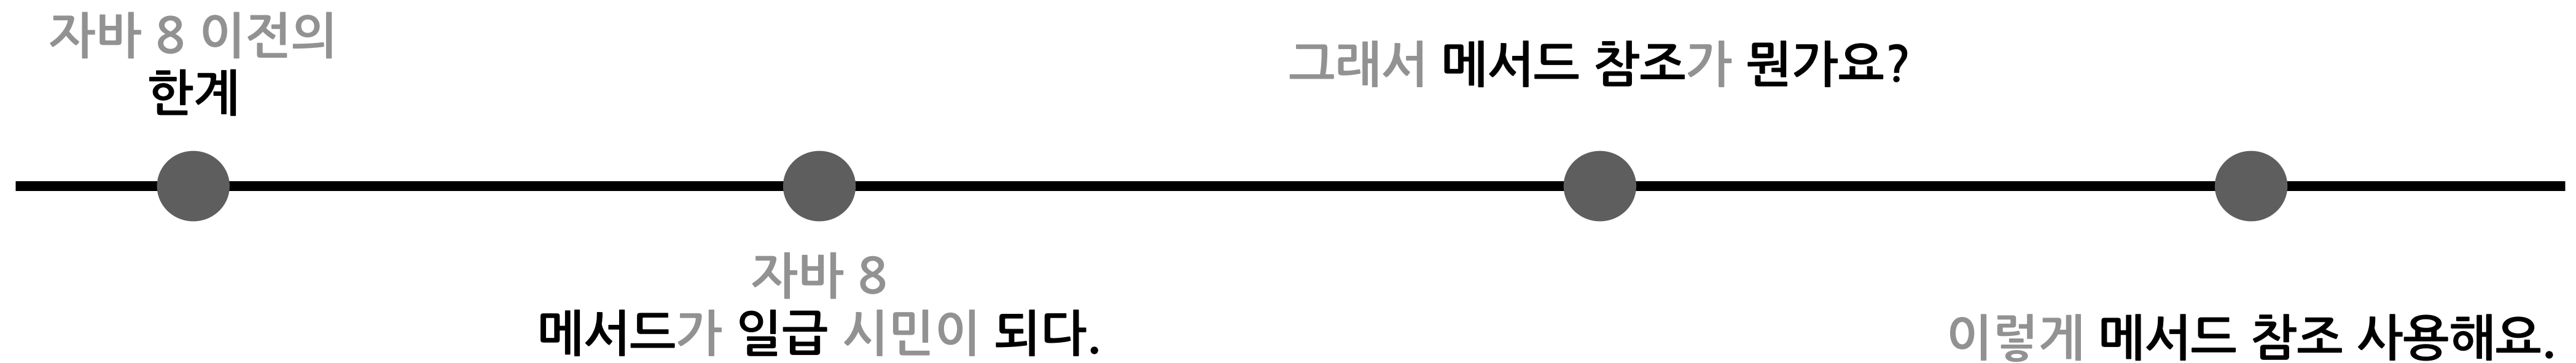 자바 8 이전의
한계
자바 8
메서드가 일급 시민이 되다.
그래서 메서드 참조가 뭔가요?
이렇게 메서드 참조 사용해요.